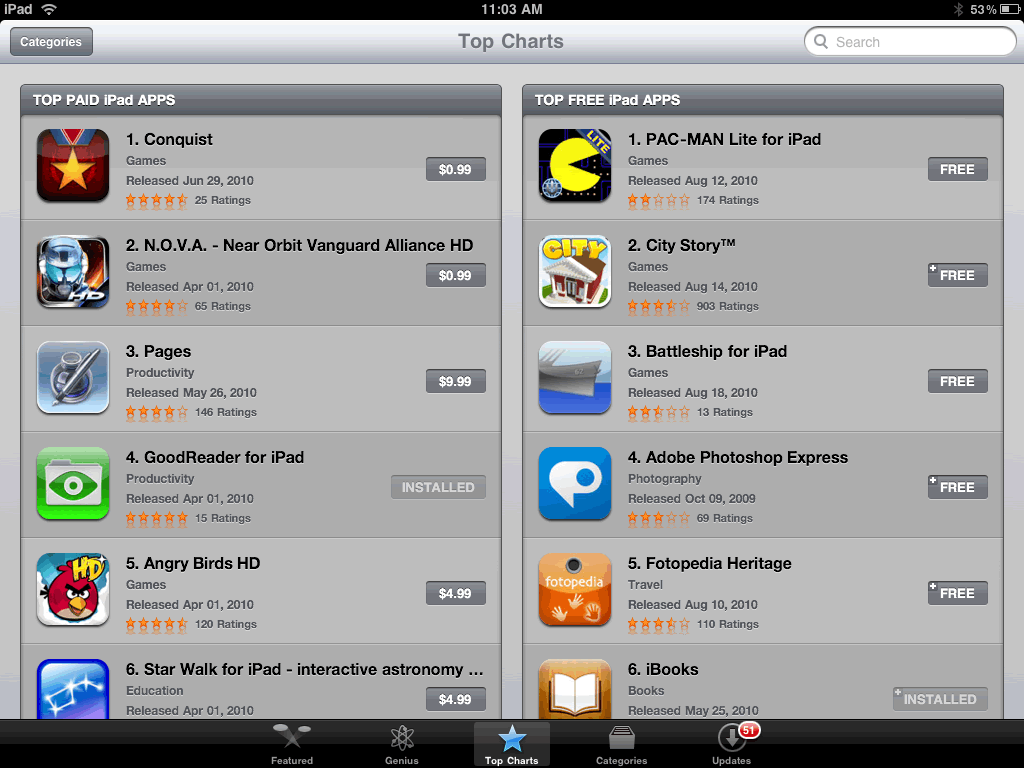 iPad 11:03 AM 53%
Categories Top Charts Search
TOP PAID iPad APPS
1. Conquist
Games
Released Jun 29, 2010
25 Ratings
$0.99
HD
2. N.O.V.A. - Near Orbit Vanguard Alliance HD
Games
Released Apr 01, 2010
65 Ratings
$0.99
3. Pages
Productivity
Released May 26, 2010
146 Ratings
$9.99
4. GoodReader for iPad
Productivity
Released Apr 01, 2010
15 Ratings
INSTALLED
HD
5. Angry Birds HD
Games
Released Apr 01, 2010
120 Ratings
$4.99
6. Star Walk for iPad - interactive astronomy ...
Education
Released Apr 01, 2010
$4.99
TOP FREE iPad APPS
LITE
1. PAC-MAN Lite for iPad
Games
Released Aug 12, 2010
174 Ratings
FREE
CITY
2. City Story™
Games
Released Aug 14, 2010
903 Ratings
+ FREE
3. Battleship for iPad
Games
Released Aug 18, 2010
13 Ratings
FREE
4. Adobe Photoshop Express
Photography
Released Oct 09, 2009
69 Ratings
+ FREE
fotopedia
5. Fotopedia Heritage
Travel
Released Aug 10, 2010
110 Ratings
+ FREE
6. iBooks
Books
Released May 25, 2010
+ INSTALLED
Featured Genius Top Charts Categories Updates
51